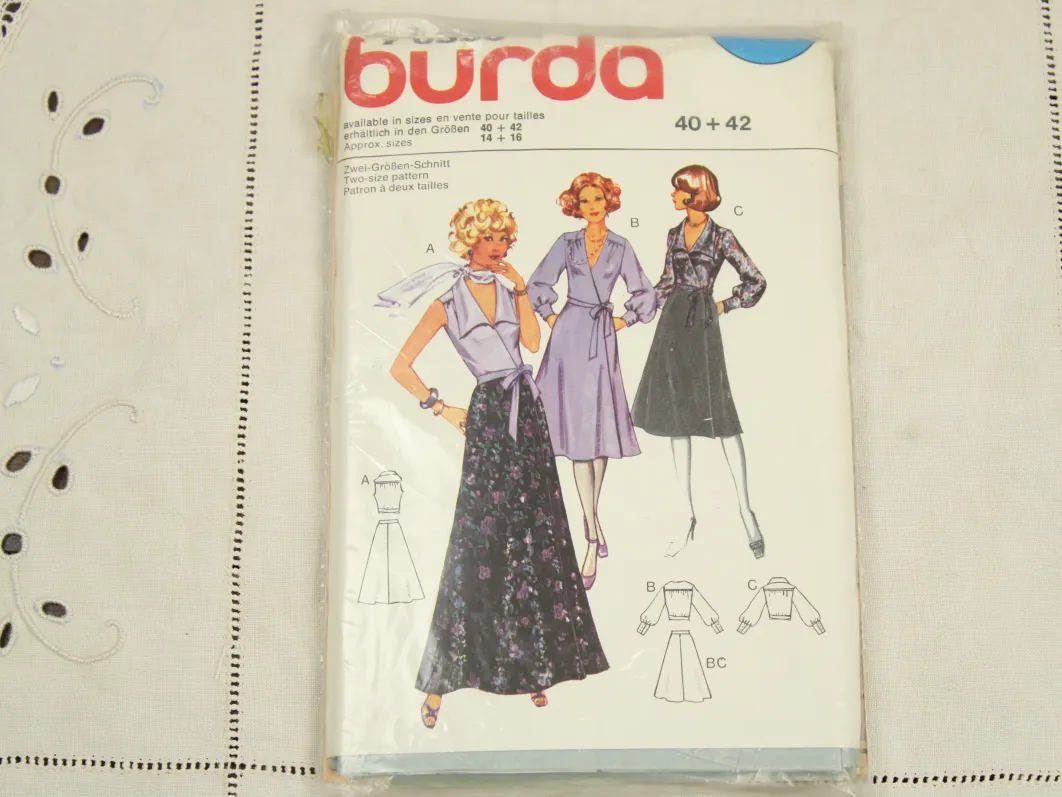 burda
available in sizes en vente pour tailles
erhältlich in den Größen 40 + 42
Approx. sizes 14 + 16
40 + 42
Zwei-Größen-Schnitt
Two-size pattern
Patron à deux tailles
A
B
C
A
B
C
BC